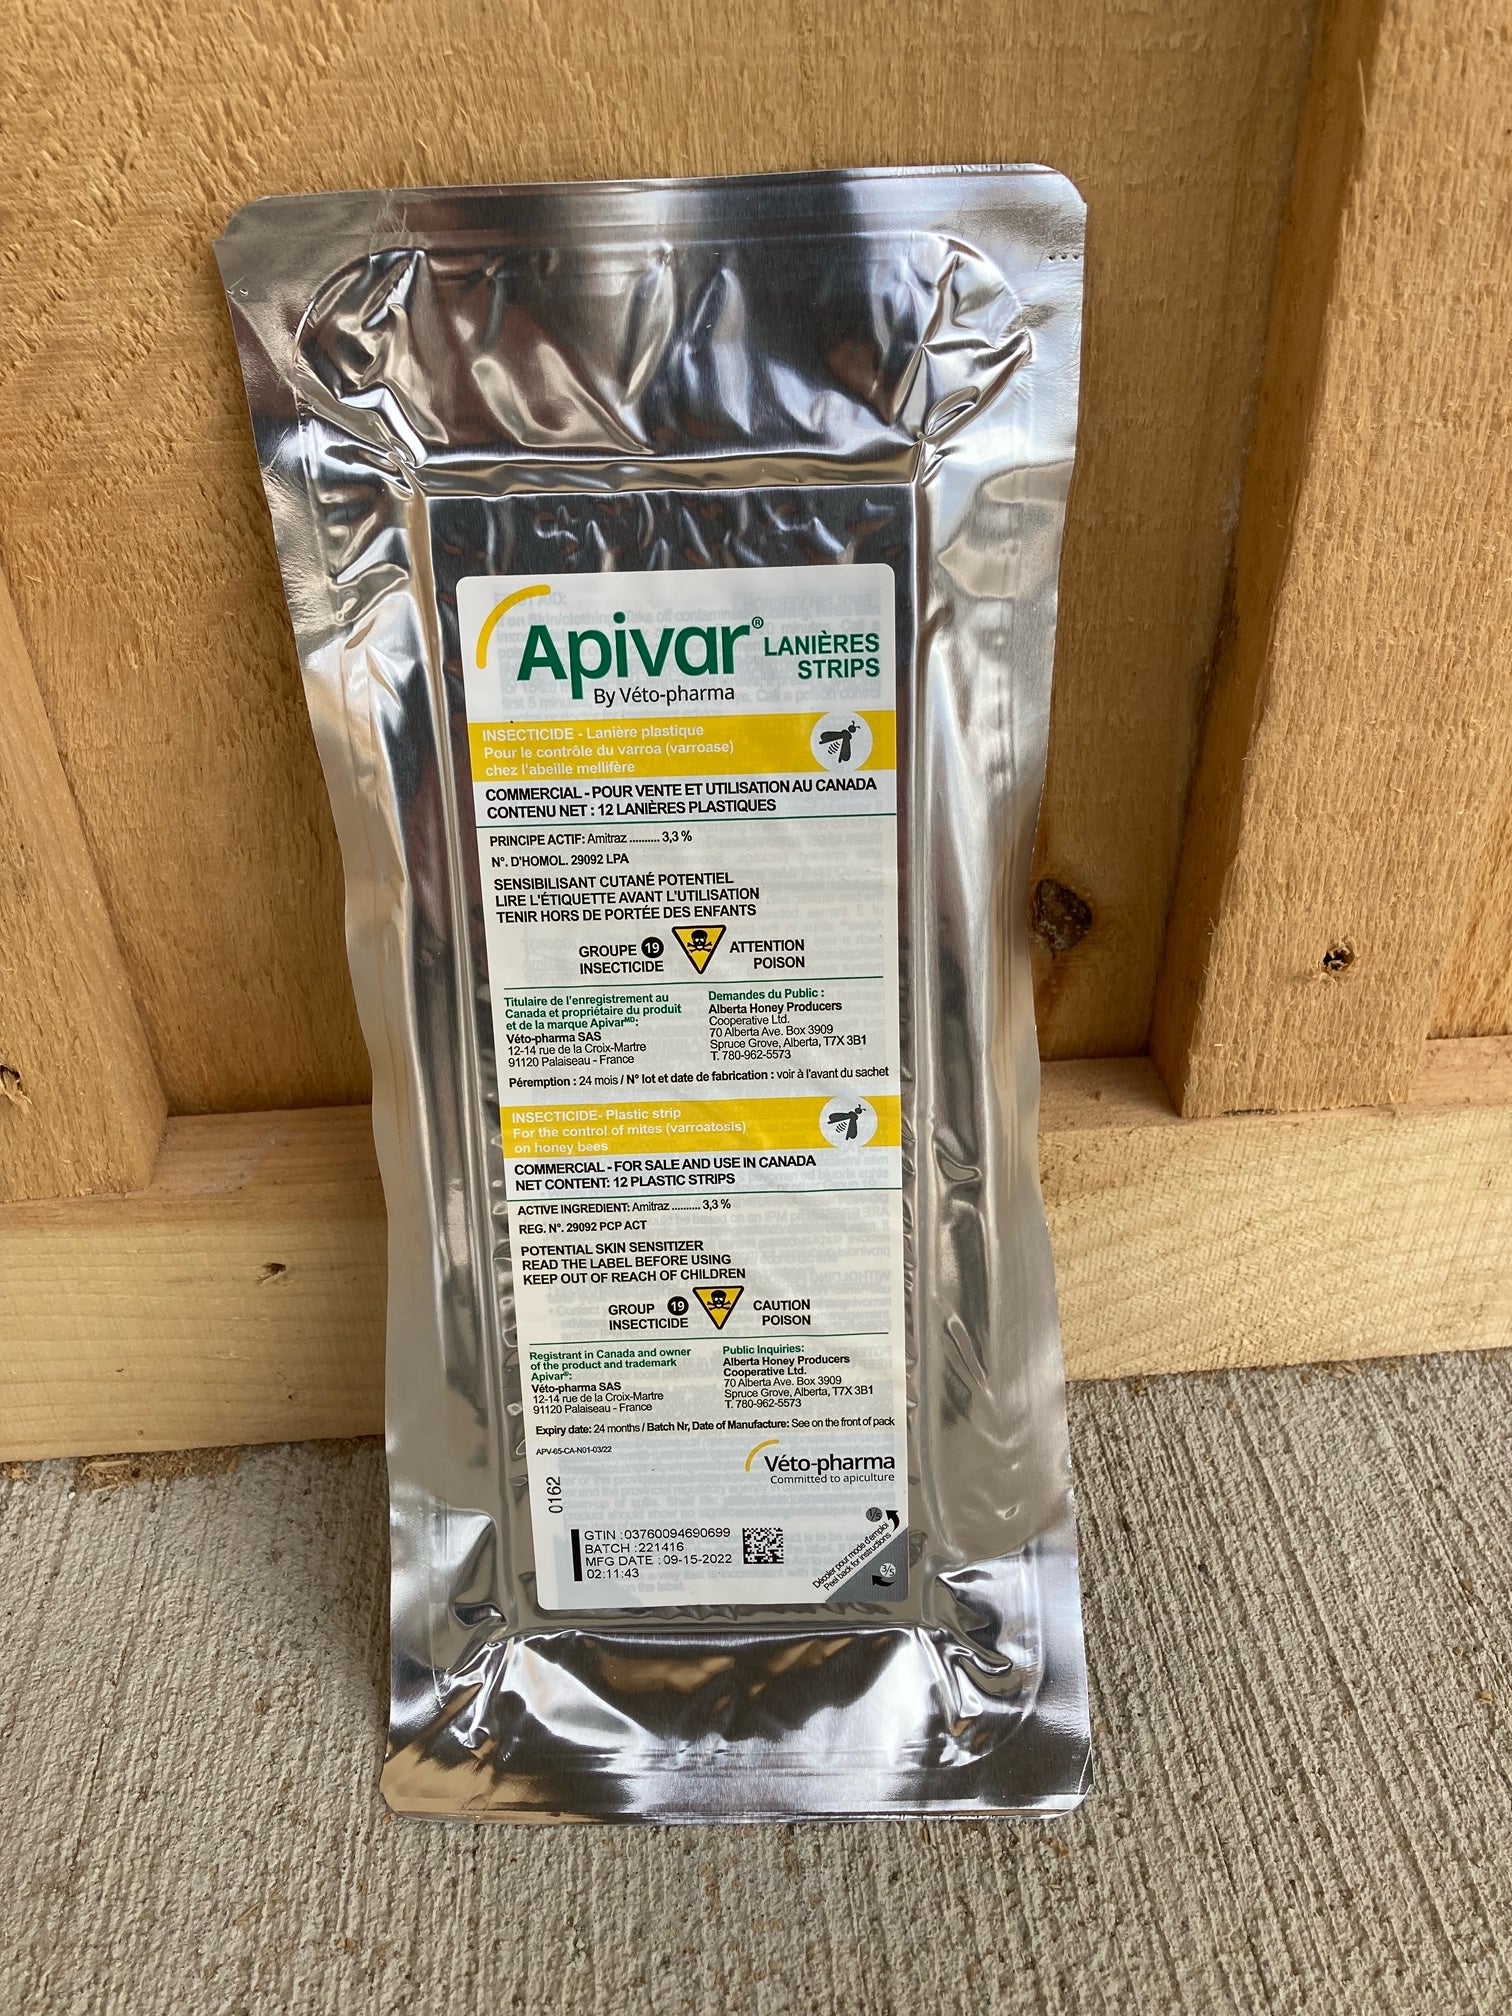 Apivar® LANIÈRES
STRIPS
By Véto-pharma
INSECTICIDE - Lanière plastique
Pour le contrôle du varroa (varroase)
chez l'abeille mellifère
COMMERCIAL - POUR VENTE ET UTILISATION AU CANADA
CONTENU NET : 12 LANIÈRES PLASTIQUES
PRINCIPE ACTIF: Amitraz .......... 3,3 %
N°. D'HOMOL. 29092 LPA
SENSIBILISANT CUTANÉ POTENTIEL
LIRE L'ÉTIQUETTE AVANT L'UTILISATION
TENIR HORS DE PORTÉE DES ENFANTS
GROUPE 19 INSECTICIDE
ATTENTION
POISON
Titulaire de l'enregistrement au
Canada et propriétaire du produit
et de la marque Apivarᴹᴰ:
Véto-pharma SAS
12-14 rue de la Croix-Martre
91120 Palaiseau - France
Demandes du Public :
Alberta Honey Producers
Cooperative Ltd.
70 Alberta Ave. Box 3909
Spruce Grove, Alberta, T7X 3B1
T. 780-962-5573
Péremption : 24 mois / N° lot et date de fabrication : voir à l'avant du sachet
INSECTICIDE- Plastic strip
For the control of mites (varroatosis)
on honey bees
COMMERCIAL - FOR SALE AND USE IN CANADA
NET CONTENT: 12 PLASTIC STRIPS
ACTIVE INGREDIENT: Amitraz .......... 3,3 %
REG. N°. 29092 PCP ACT
POTENTIAL SKIN SENSITIZER
READ THE LABEL BEFORE USING
KEEP OUT OF REACH OF CHILDREN
GROUP 19 INSECTICIDE
CAUTION
POISON
Registrant in Canada and owner
of the product and trademark
Apivar®:
Véto-pharma SAS
12-14 rue de la Croix-Martre
91120 Palaiseau - France
Public Inquiries:
Alberta Honey Producers
Cooperative Ltd.
70 Alberta Ave. Box 3909
Spruce Grove, Alberta, T7X 3B1
T. 780-962-5573
Expiry date: 24 months / Batch Nr, Date of Manufacture: See on the front of pack
APV-65-CA-N01-03/22
Véto-pharma
Committed to apiculture
0162
GTIN :03760094690699
BATCH :221416
MFG DATE : 09-15-2022
02:11:43
1/5
Décoller pour mode d'emploi
Peel back for instructions
3/5